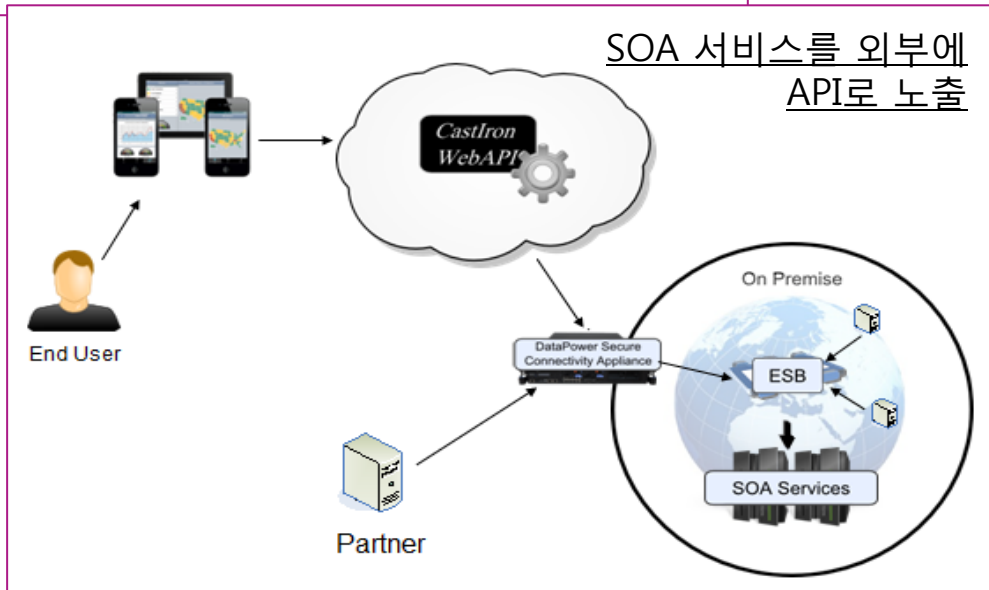 SOA 서비스를 외부에
API로 노출
CastIron
WebAPI
End User
On Premise
DataPower Secure
Connectivity Appliance
ESB
SOA Services
Partner